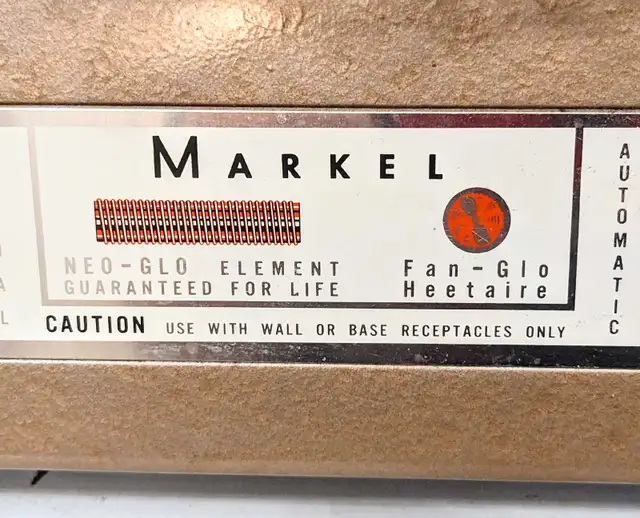 MARKEL
NEO-GLO ELEMENT
GUARANTEED FOR LIFE
Fan-Glo
Heetaire
CAUTION USE WITH WALL OR BASE RECEPTACLES ONLY
AUTOMATIC